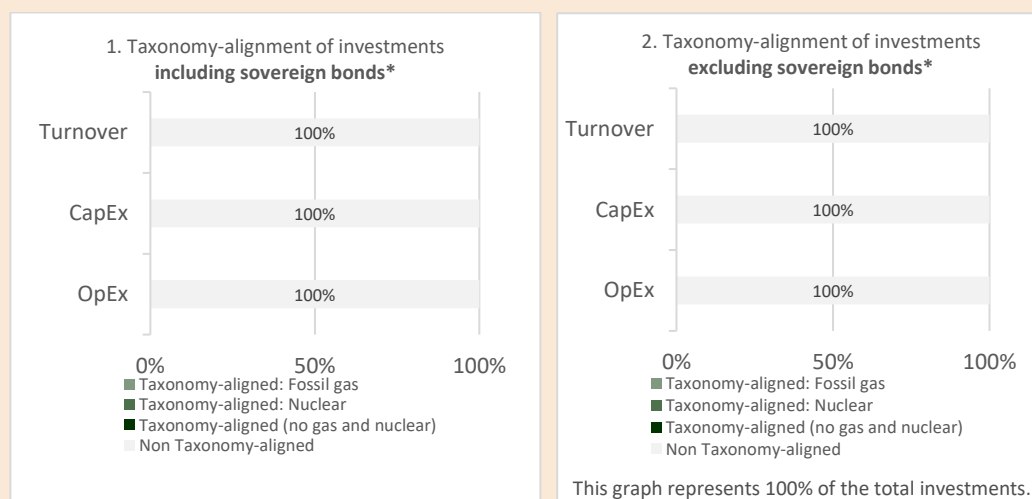 1. Taxonomy-alignment of investments
including sovereign bonds*
Turnover
100%
CapEx
100%
OpEx
100%
0%
50%
100%
Taxonomy-aligned: Fossil gas
Taxonomy-aligned: Nuclear
Taxonomy-aligned (no gas and nuclear)
Non Taxonomy-aligned
2. Taxonomy-alignment of investments
excluding sovereign bonds*
Turnover
100%
CapEx
100%
OpEx
100%
0%
50%
100%
Taxonomy-aligned: Fossil gas
Taxonomy-aligned: Nuclear
Taxonomy-aligned (no gas and nuclear)
Non Taxonomy-aligned
This graph represents 100% of the total investments.